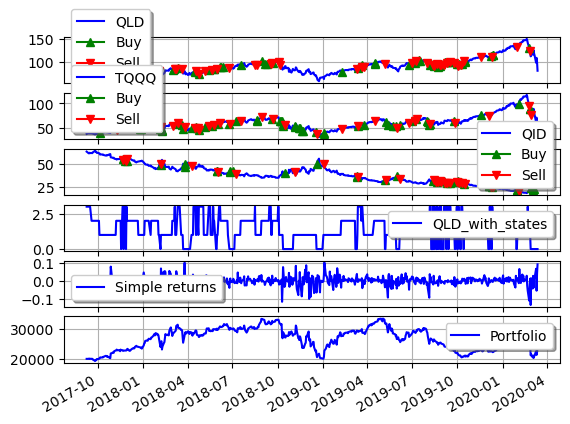 QLD
Buy
Sell
150
100
TQQQ
Buy
Sell
100
50
QID
Buy
Sell
50
25
QLD_with_states
2.5
0.0
Simple returns
0.1
0.0
−0.1
Portfolio
30000
20000
2017-10 2018-01 2018-04 2018-07 2018-10 2019-01 2019-04 2019-07 2019-10 2020-01 2020-04